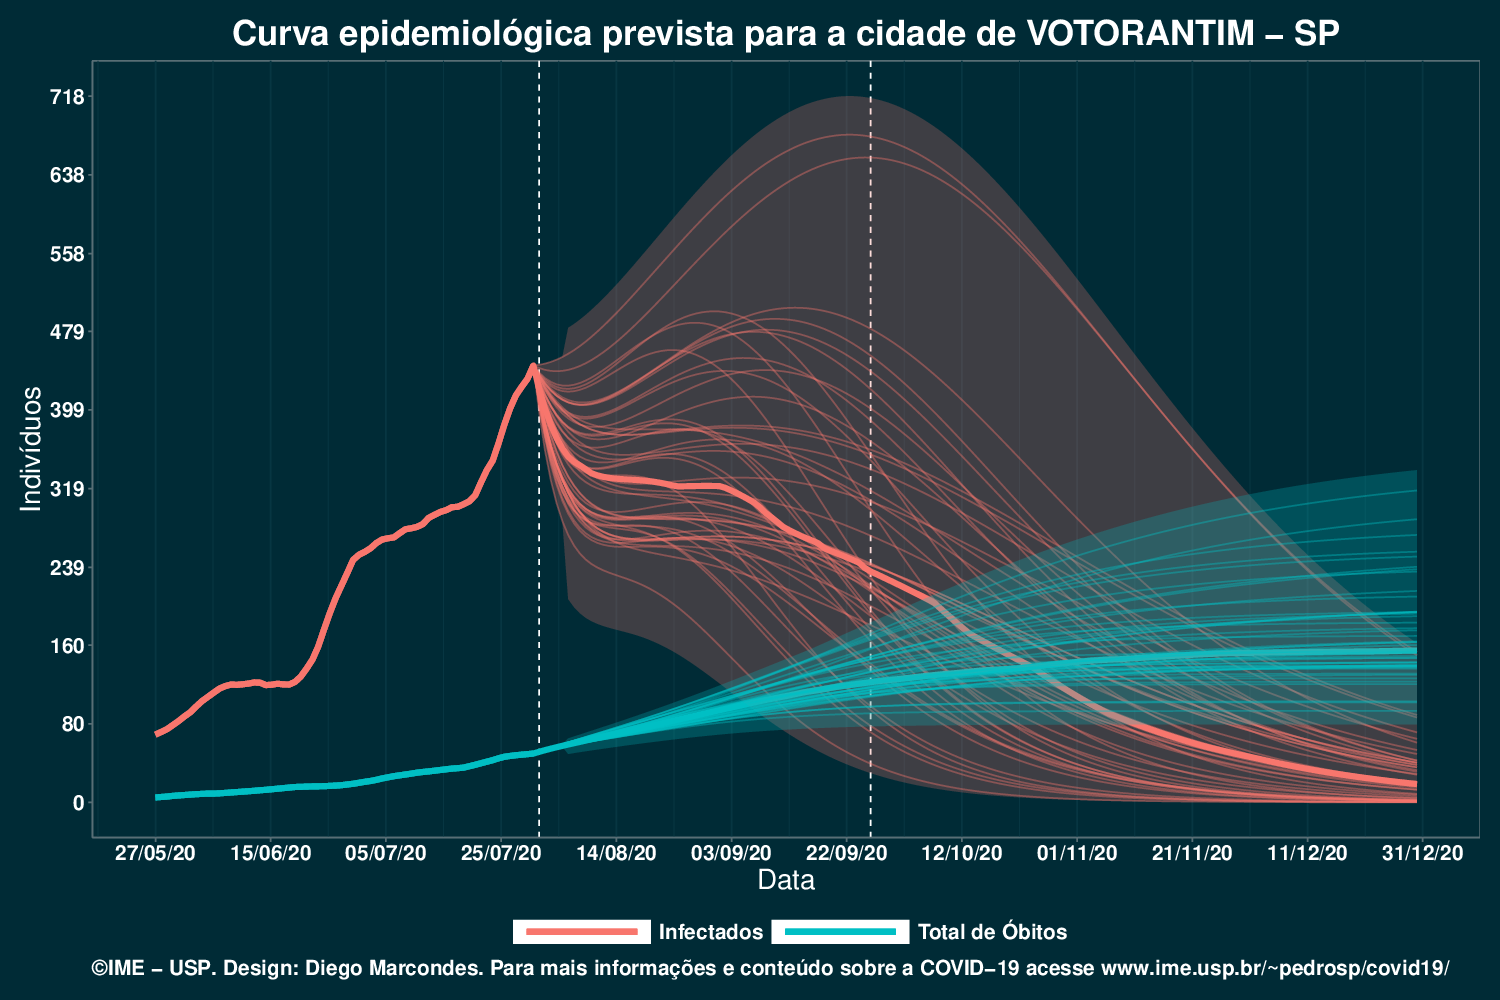 Curva epidemiológica prevista para a cidade de VOTORANTIM – SP
718
638
558
479
399
319
239
160
80
0
Indivíduos
27/05/20 15/06/20 05/07/20 25/07/20 14/08/20 03/09/20 22/09/20 12/10/20 01/11/20 21/11/20 11/12/20 31/12/20
Data
Infectados Total de Óbitos
©IME – USP. Design: Diego Marcondes. Para mais informações e conteúdo sobre a COVID–19 acesse www.ime.usp.br/~pedrosp/covid19/